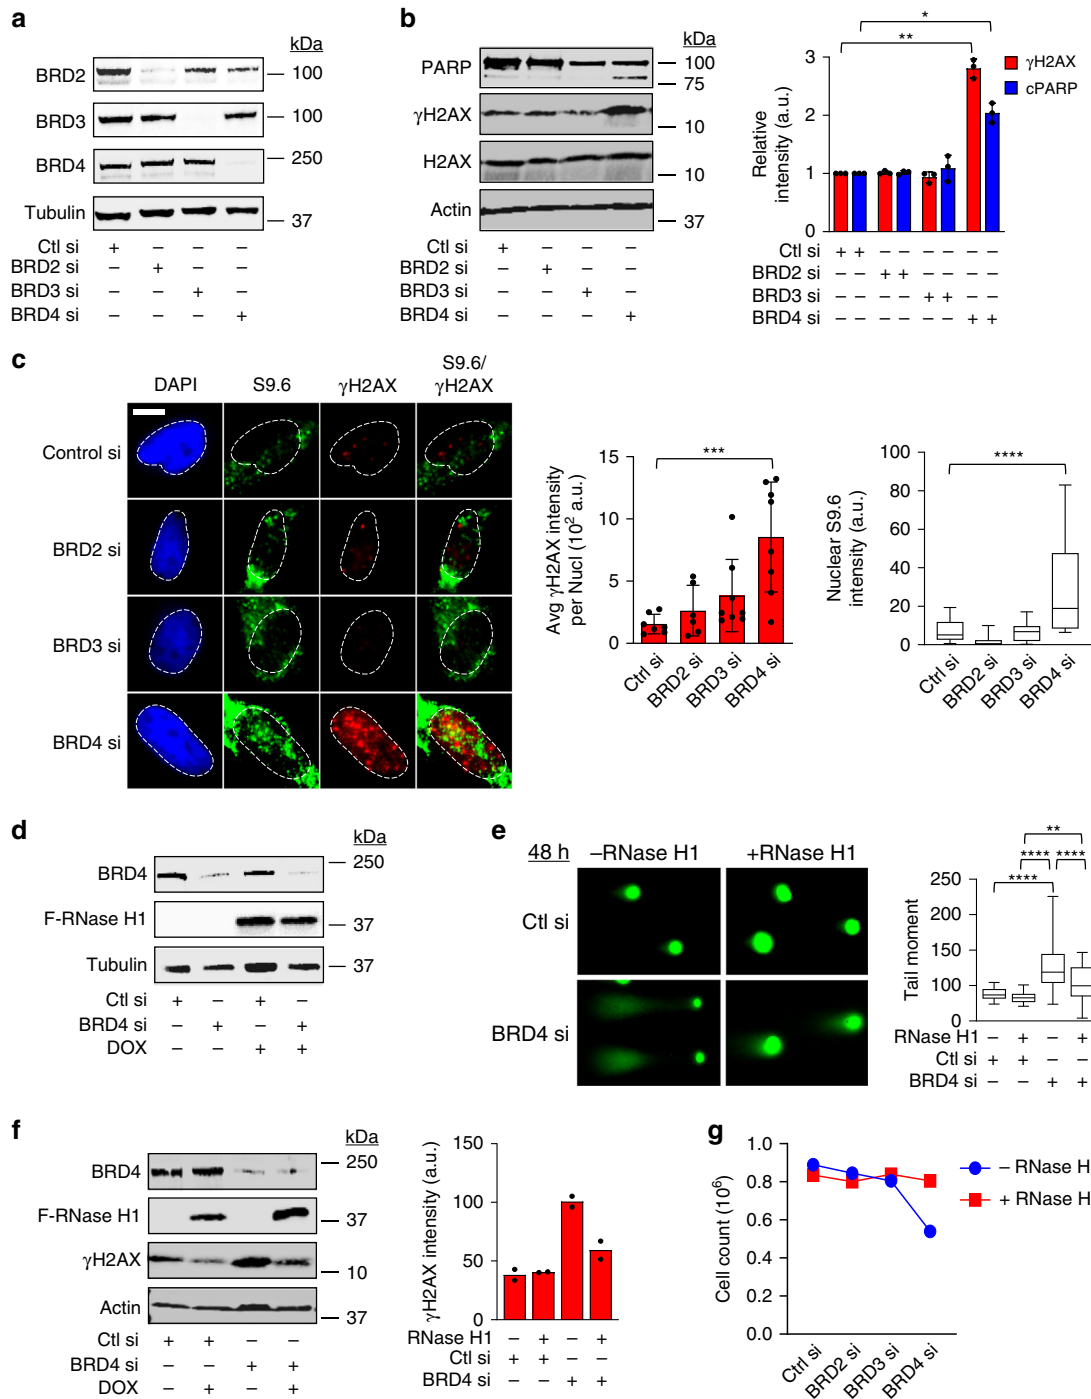 a
kDa
BRD2
100
BRD3
100
BRD4
250
Tubulin
37
Ctl si + – – –
BRD2 si – + – –
BRD3 si – – + –
BRD4 si – – – +
b
kDa
PARP
100
75
γH2AX
10
H2AX
10
Actin
37
Ctl si + – – –
BRD2 si – + – –
BRD3 si – – + –
BRD4 si – – – +
*
**
3
2
1
0
Relative
intensity (a.u.)
γH2AX
cPARP
Ctl si + + – – – – – –
BRD2 si – – + + – – – –
BRD3 si – – – – + + – –
BRD4 si – – – – – – + +
c
DAPI S9.6 γH2AX S9.6/
γH2AX
Control si
BRD2 si
BRD3 si
BRD4 si
***
15
10
5
0
Avg γH2AX intensity
per Nucl (10² a.u.)
Ctrl si BRD2 si BRD3 si BRD4 si
****
100
80
60
40
20
0
Nuclear S9.6
intensity (a.u.)
Ctrl si BRD2 si BRD3 si BRD4 si
d
kDa
BRD4
250
F-RNase H1
37
Tubulin
37
Ctl si + – + –
BRD4 si – + – +
DOX – – + +
e
48 h –RNase H1 +RNase H1
Ctl si
BRD4 si
**
**** ****
****
250
200
150
100
50
0
Tail moment
RNase H1 – + – +
Ctl si + + – –
BRD4 si – – + +
f
kDa
BRD4
250
F-RNase H1
37
γH2AX
10
Actin
37
Ctl si + + – –
BRD4 si – – + +
DOX – + – +
150
100
50
0
γH2AX intensity (a.u.)
RNase H1 – + – +
Ctl si + + – –
BRD4 si – – + +
g
1.0
0.8
0.6
0.4
0.2
0.0
Cell count (10⁶)
Ctrl si BRD2 si BRD3 si BRD4 si
– RNase H
+ RNase H